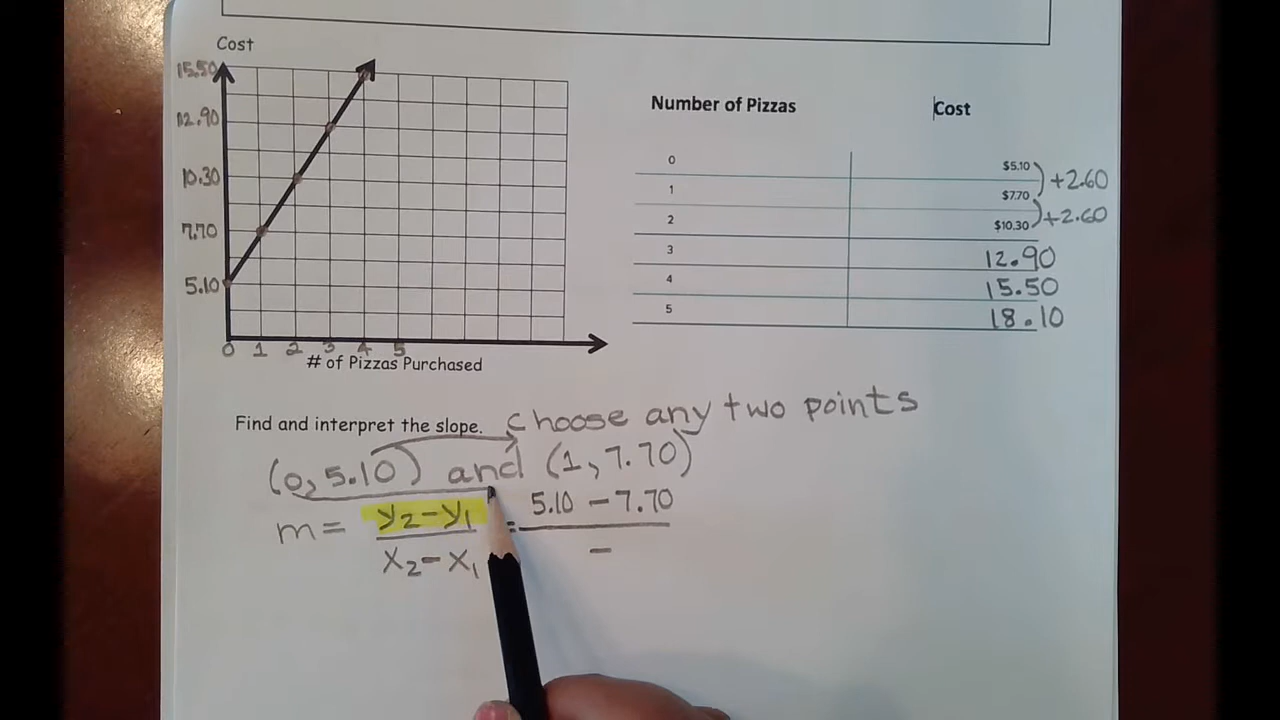 Cost
15.50
12.90
10.30
7.70
5.10
0 1 2 3 4 5
# of Pizzas Purchased
Number of Pizzas Cost
0 $5.10
+2.60
1 $7.70
+2.60
2 $10.30
3 12.90
4 15.50
5 18.10
Find and interpret the slope. Choose any two points
(0, 5.10) and (1, 7.70)
m = y2 - y1 = 5.10 - 7.70
x2 - x1 -